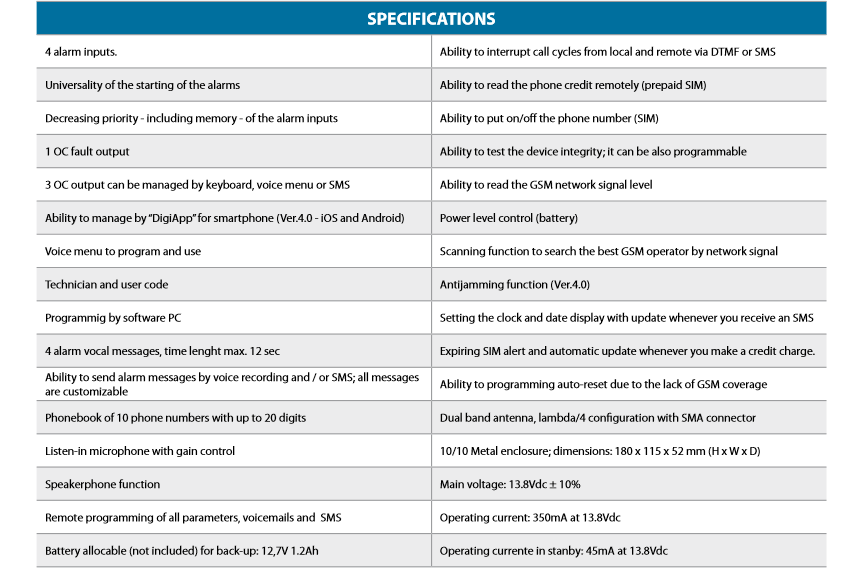 SPECIFICATIONS
4 alarm inputs.
Ability to interrupt call cycles from local and remote via DTMF or SMS
Universality of the starting of the alarms
Ability to read the phone credit remotely (prepaid SIM)
Decreasing priority - including memory - of the alarm inputs
Ability to put on/off the phone number (SIM)
1 OC fault output
Ability to test the device integrity; it can be also programmable
3 OC output can be managed by keyboard, voice menu or SMS
Ability to read the GSM network signal level
Ability to manage by “DigiApp” for smartphone (Ver.4.0 - iOS and Android)
Power level control (battery)
Voice menu to program and use
Scanning function to search the best GSM operator by network signal
Technician and user code
Antijamming function (Ver.4.0)
Programmig by software PC
Setting the clock and date display with update whenever you receive an SMS
4 alarm vocal messages, time lenght max. 12 sec
Expiring SIM alert and automatic update whenever you make a credit charge.
Ability to send alarm messages by voice recording and / or SMS; all messages
are customizable
Ability to programming auto-reset due to the lack of GSM coverage
Phonebook of 10 phone numbers with up to 20 digits
Dual band antenna, lambda/4 configuration with SMA connector
Listen-in microphone with gain control
10/10 Metal enclosure; dimensions: 180 x 115 x 52 mm (H x W x D)
Speakerphone function
Main voltage: 13.8Vdc ± 10%
Remote programming of all parameters, voicemails and SMS
Operating current: 350mA at 13.8Vdc
Battery allocable (not included) for back-up: 12,7V 1.2Ah
Operating currente in stanby: 45mA at 13.8Vdc